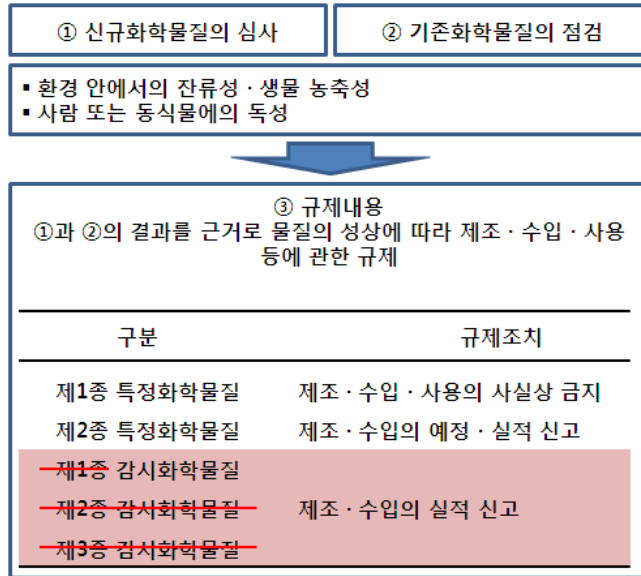 ① 신규화학물질의 심사
② 기존화학물질의 점검
▪ 환경 안에서의 잔류성 · 생물 농축성
▪ 사람 또는 동식물에의 독성
③ 규제내용
①과 ②의 결과를 근거로 물질의 성상에 따라 제조 · 수입 · 사용
등에 관한 규제
구분 규제조치
제1종 특정화학물질 제조 · 수입 · 사용의 사실상 금지
제2종 특정화학물질 제조 · 수입의 예정 · 실적 신고
제1종 감시화학물질
제2종 감시화학물질 제조 · 수입의 실적 신고
제3종 감시화학물질